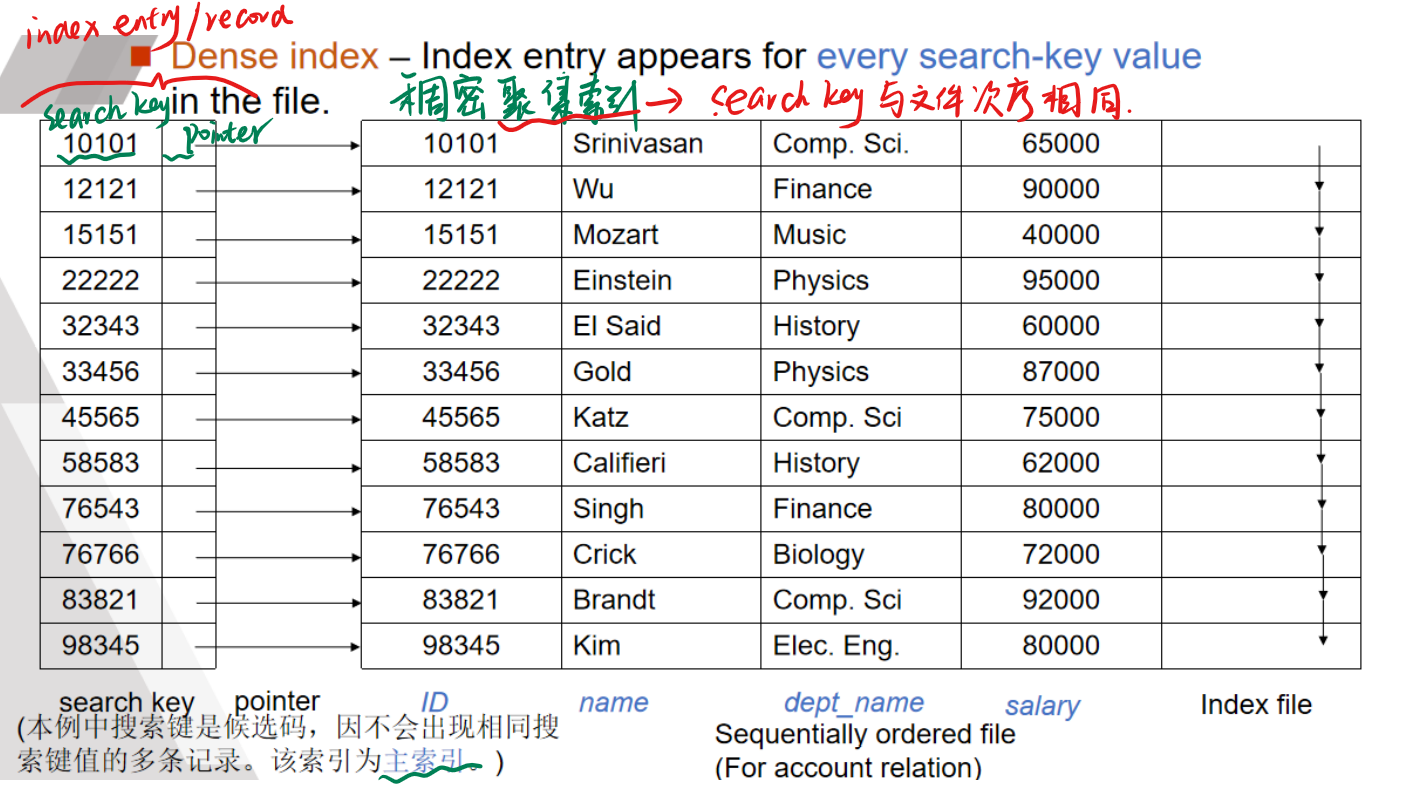 index entry/record
■ Dense index – Index entry appears for every search-key value
in the file.
稠密聚集索引→ search key 与文件次序相同.
search key
pointer
10101 10101 Srinivasan Comp. Sci. 65000
12121 12121 Wu Finance 90000
15151 15151 Mozart Music 40000
22222 22222 Einstein Physics 95000
32343 32343 El Said History 60000
33456 33456 Gold Physics 87000
45565 45565 Katz Comp. Sci 75000
58583 58583 Califieri History 62000
76543 76543 Singh Finance 80000
76766 76766 Crick Biology 72000
83821 83821 Brandt Comp. Sci 92000
98345 98345 Kim Elec. Eng. 80000
search key pointer ID name dept_name salary Index file
(本例中搜索键是候选码，因不会出现相同搜
索键值的多条记录。该索引为主索引。)
Sequentially ordered file
(For account relation)